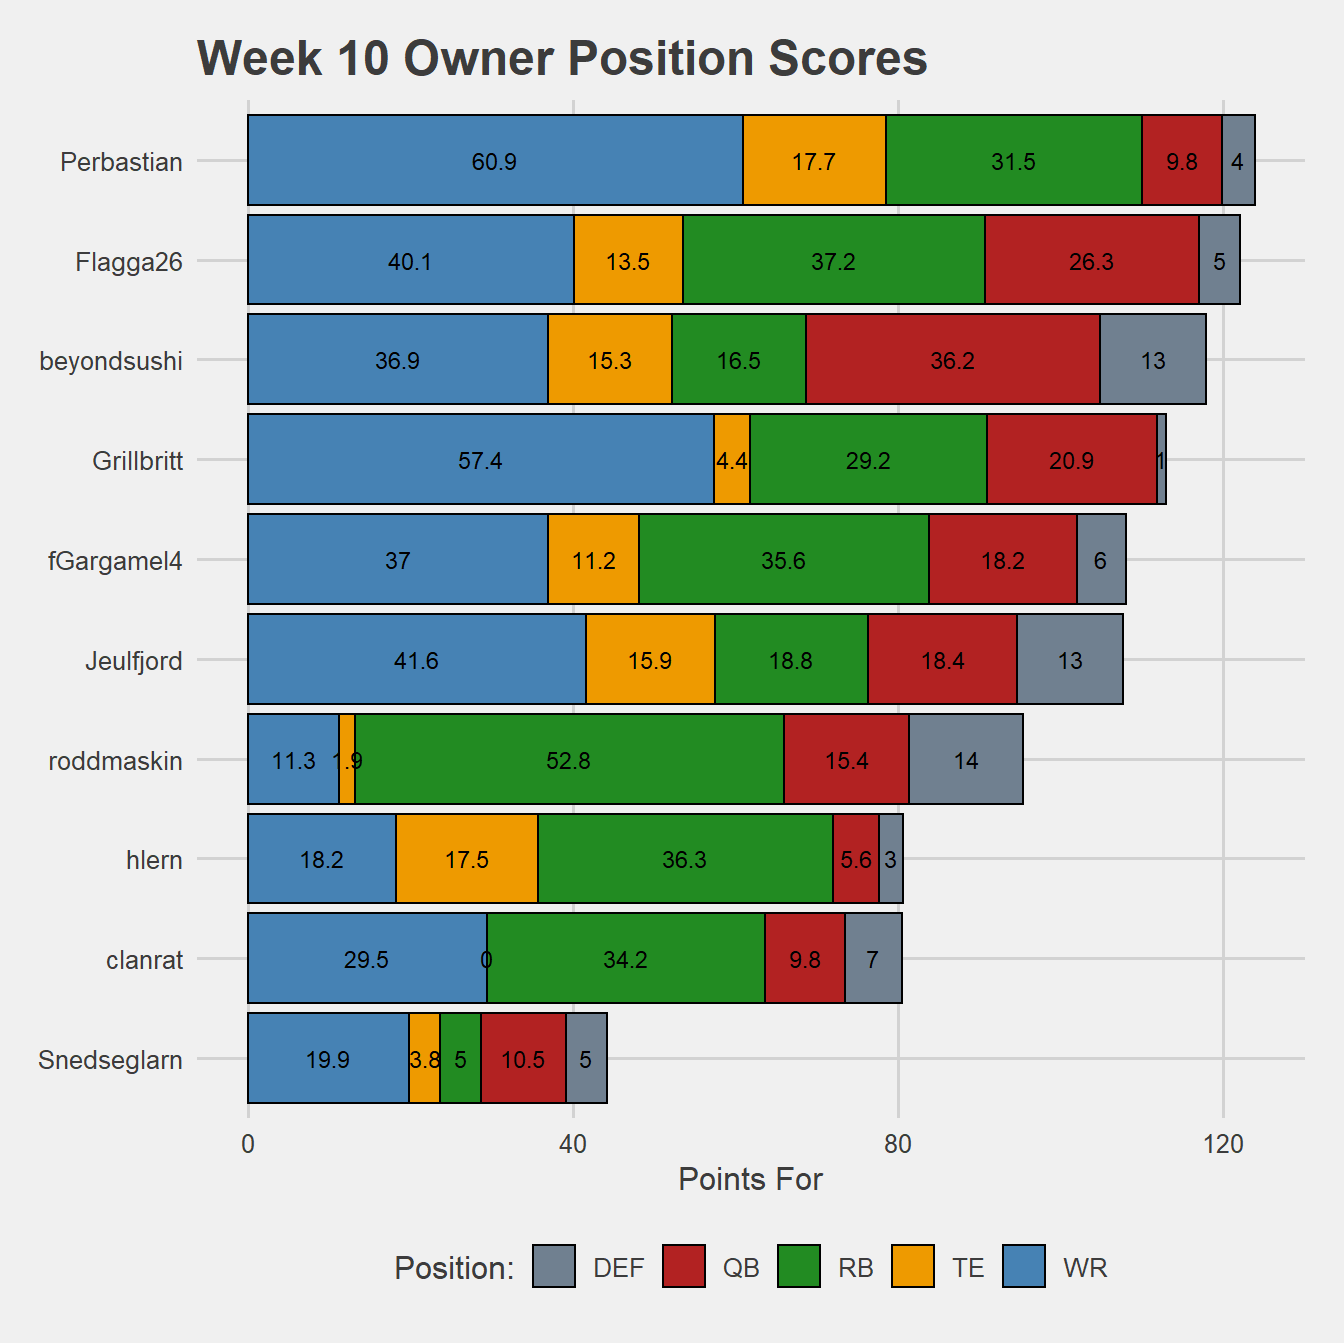 Week 10 Owner Position Scores
Perbastian 60.9 17.7 31.5 9.8 4
Flagga26 40.1 13.5 37.2 26.3 5
beyondsushi 36.9 15.3 16.5 36.2 13
Grillbritt 57.4 4.4 29.2 20.9 1
fGargamel4 37 11.2 35.6 18.2 6
Jeulfjord 41.6 15.9 18.8 18.4 13
roddmaskin 11.3 1.9 52.8 15.4 14
hlern 18.2 17.5 36.3 5.6 3
clanrat 29.5 0 34.2 9.8 7
Snedseglarn 19.9 3.8 5 10.5 5
0 40 80 120
Points For
Position: DEF QB RB TE WR